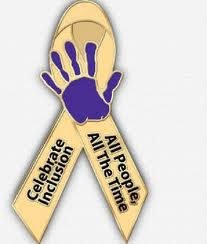 Celebrate
Inclusion
All People,
All The Time